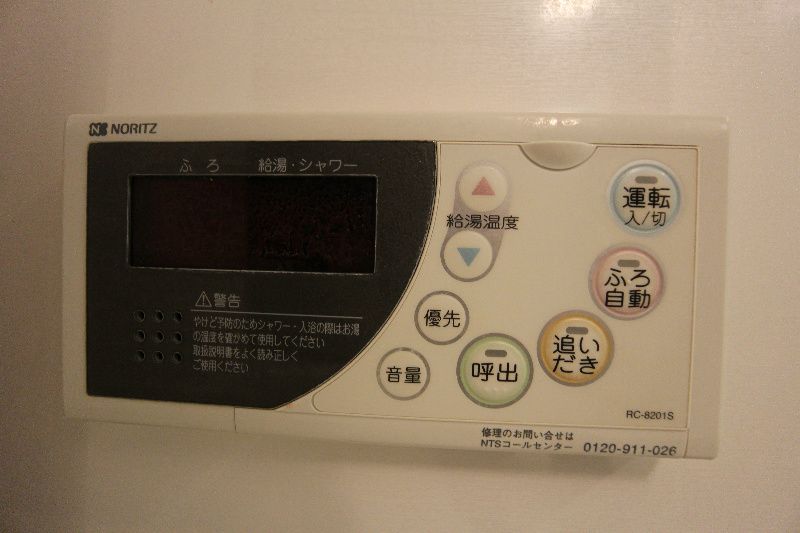 NORITZ
ふろ 給湯・シャワー
警告
やけど予防のためシャワー・入浴の際はお湯
の温度を確かめて使用してください
取扱説明書をよく読み正しく
ご使用ください
給湯温度
優先
音量
呼出
運転
入/切
ふろ
自動
追い
だき
RC-8201S
修理のお問い合せは
NTSコールセンター 0120-911-026